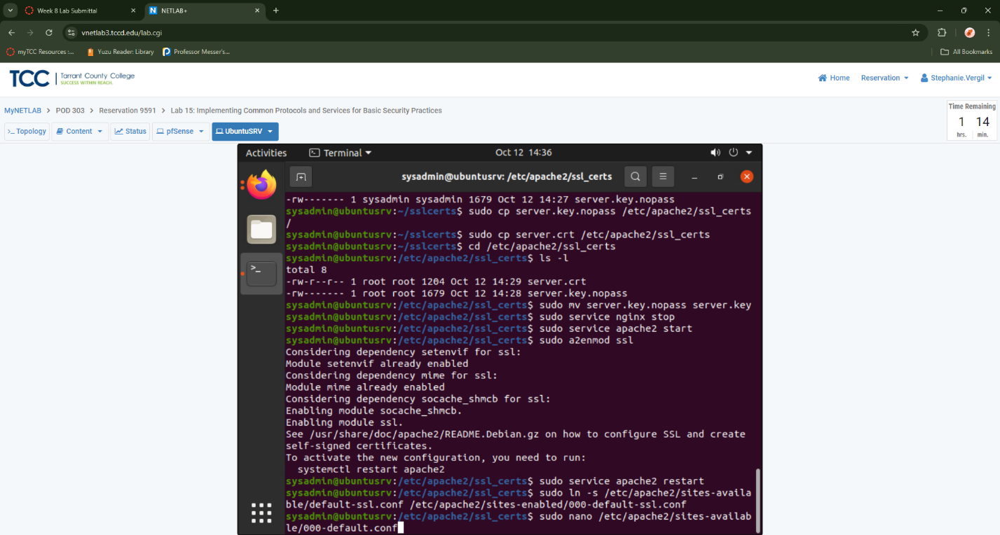 Week 8 Lab Submittal
NETLAB+
vnetlab3.tccd.edu/lab.cgi
myTCC Resources :...
Yuzu Reader: Library
Professor Messer's...
All Bookmarks
TCC
Tarrant County College
SUCCESS WITHIN REACH.
Home
Reservation
Stephanie.Vergil
MyNETLAB > POD 303 > Reservation 9591 > Lab 15: Implementing Common Protocols and Services for Basic Security Practices
Time Remaining
1 14
hrs. min.
>_ Topology
Content
Status
pfSense
UbuntuSRV
Activities
Terminal
Oct 12 14:36
sysadmin@ubuntusrv: /etc/apache2/ssl_certs
-rw------- 1 sysadmin sysadmin 1679 Oct 12 14:27 server.key.nopass
sysadmin@ubuntusrv:~/sslcerts$ sudo cp server.key.nopass /etc/apache2/ssl_certs
/
sysadmin@ubuntusrv:~/sslcerts$ sudo cp server.crt /etc/apache2/ssl_certs
sysadmin@ubuntusrv:~/sslcerts$ cd /etc/apache2/ssl_certs
sysadmin@ubuntusrv:/etc/apache2/ssl_certs$ ls -l
total 8
-rw-r--r-- 1 root root 1204 Oct 12 14:29 server.crt
-rw------- 1 root root 1679 Oct 12 14:28 server.key.nopass
sysadmin@ubuntusrv:/etc/apache2/ssl_certs$ sudo mv server.key.nopass server.key
sysadmin@ubuntusrv:/etc/apache2/ssl_certs$ sudo service nginx stop
sysadmin@ubuntusrv:/etc/apache2/ssl_certs$ sudo service apache2 start
sysadmin@ubuntusrv:/etc/apache2/ssl_certs$ sudo a2enmod ssl
Considering dependency setenvif for ssl:
Module setenvif already enabled
Considering dependency mime for ssl:
Module mime already enabled
Considering dependency socache_shmcb for ssl:
Enabling module socache_shmcb.
Enabling module ssl.
See /usr/share/doc/apache2/README.Debian.gz on how to configure SSL and create
self-signed certificates.
To activate the new configuration, you need to run:
  systemctl restart apache2
sysadmin@ubuntusrv:/etc/apache2/ssl_certs$ sudo service apache2 restart
sysadmin@ubuntusrv:/etc/apache2/ssl_certs$ sudo ln -s /etc/apache2/sites-availa
ble/default-ssl.conf /etc/apache2/sites-enabled/000-default-ssl.conf
sysadmin@ubuntusrv:/etc/apache2/ssl_certs$ sudo nano /etc/apache2/sites-availab
le/000-default.conf